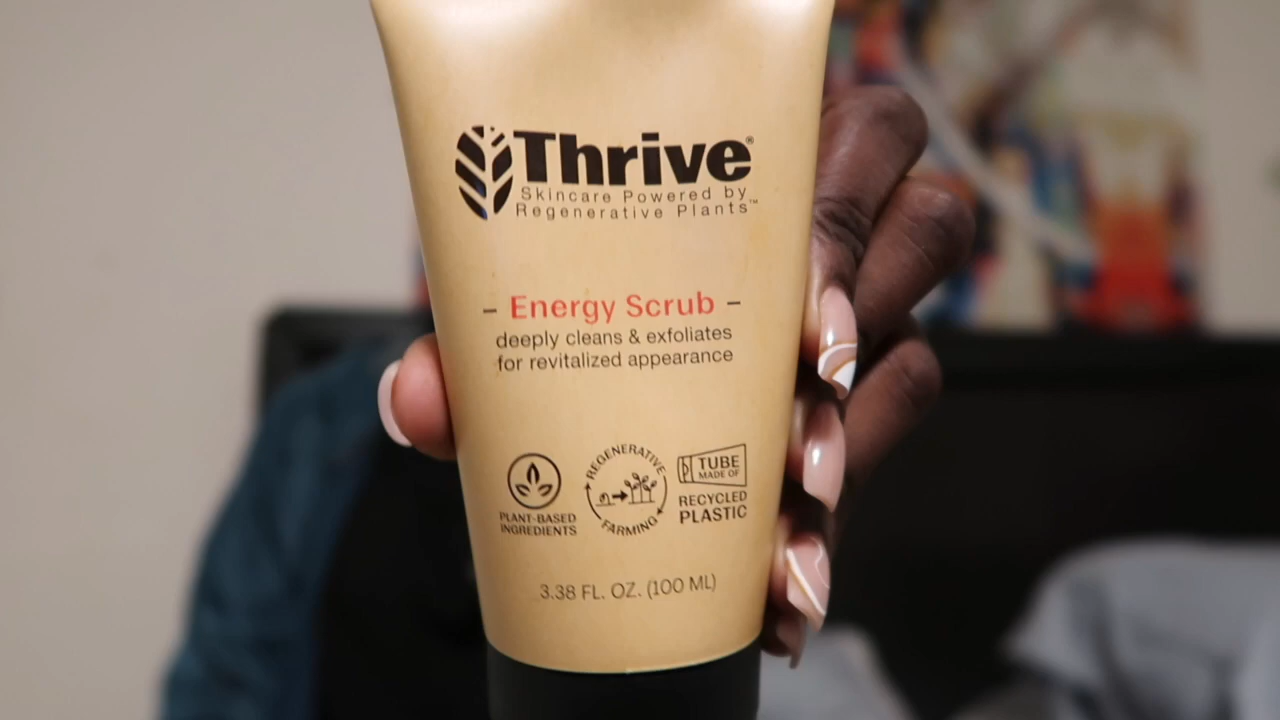 Thrive®
Skincare Powered by
Regenerative Plants™
– Energy Scrub –
deeply cleans & exfoliates
for revitalized appearance
PLANT-BASED
INGREDIENTS
REGENERATIVE
FARMING
TUBE
MADE OF
RECYCLED
PLASTIC
3.38 FL. OZ. (100 ML)